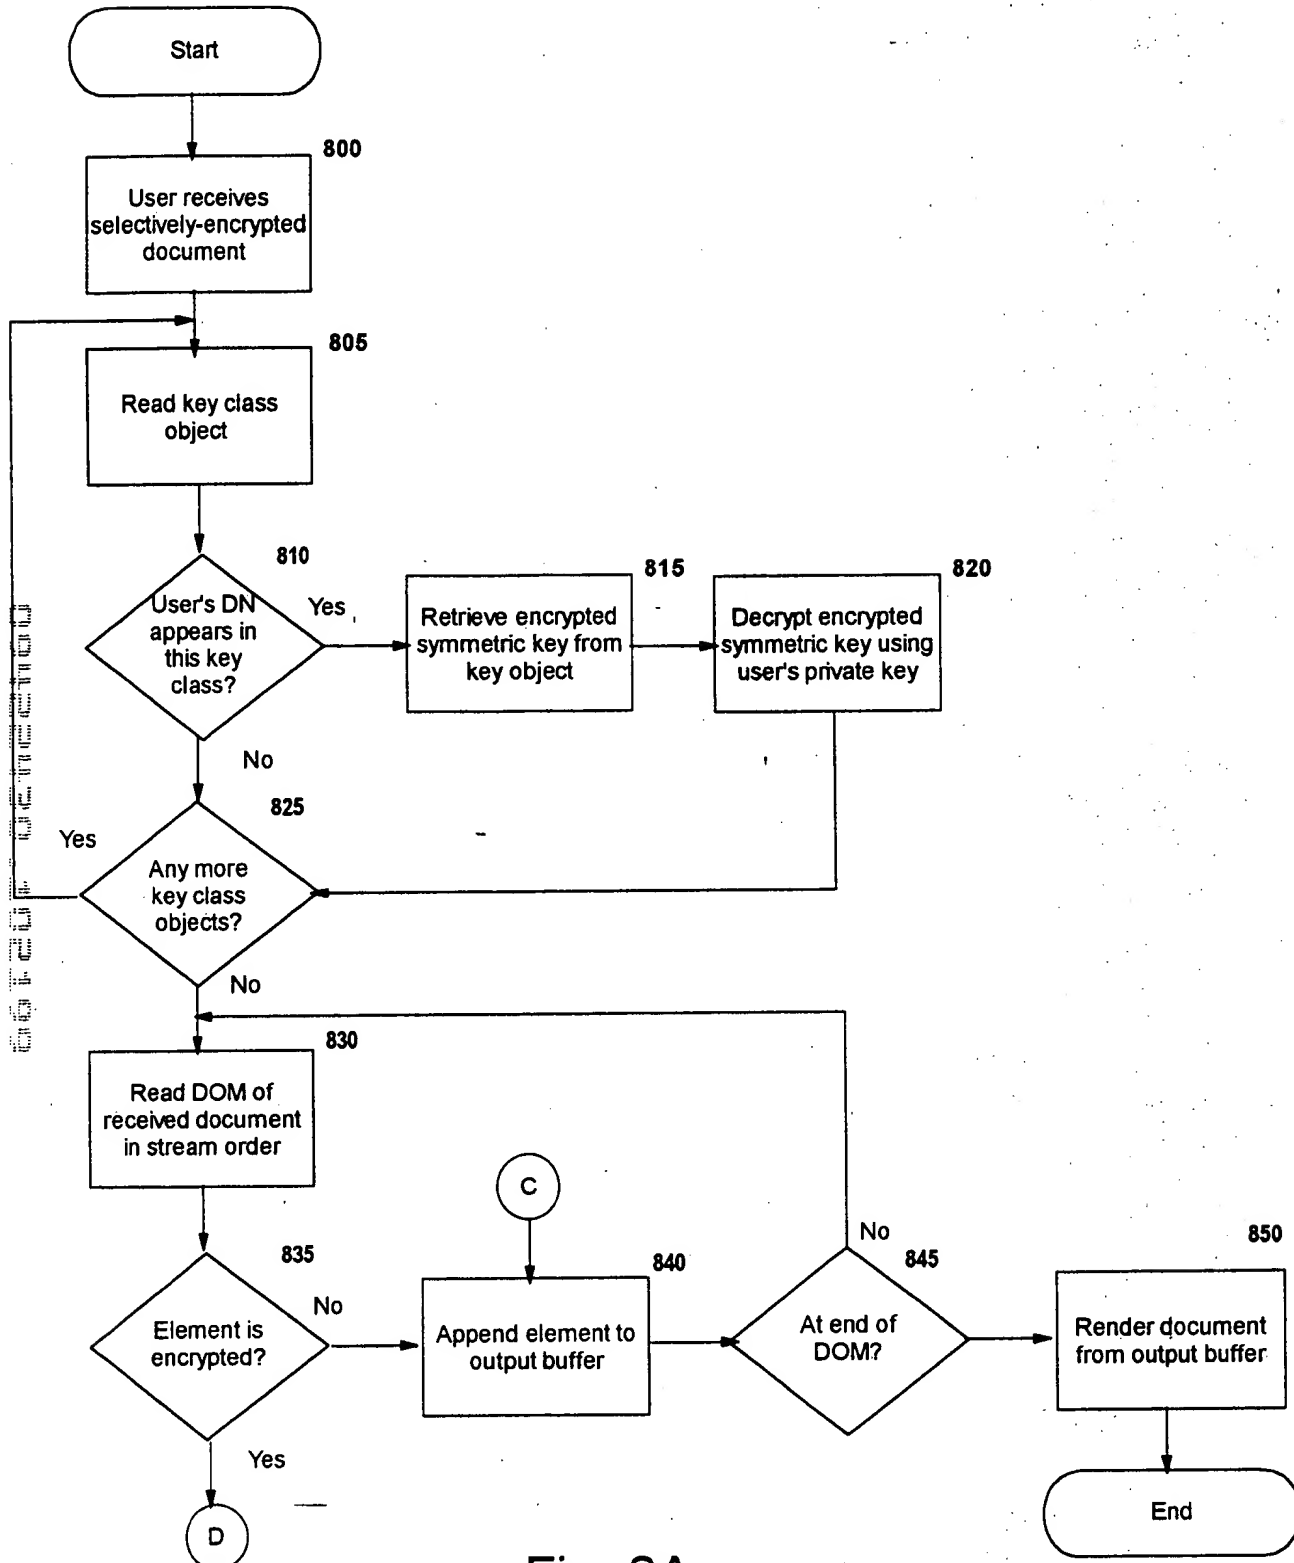 Start
800
User receives
selectively-encrypted
document
805
Read key class
object
810
User's DN
appears in
this key
class?
Yes
815
Retrieve encrypted
symmetric key from
key object
820
Decrypt encrypted
symmetric key using
user's private key
No
825
Yes
Any more
key class
objects?
No
830
Read DOM of
received document
in stream order
C
835
Element is
encrypted?
No
840
Append element to
output buffer
No
845
At end of
DOM?
850
Render document
from output buffer
Yes
D
End